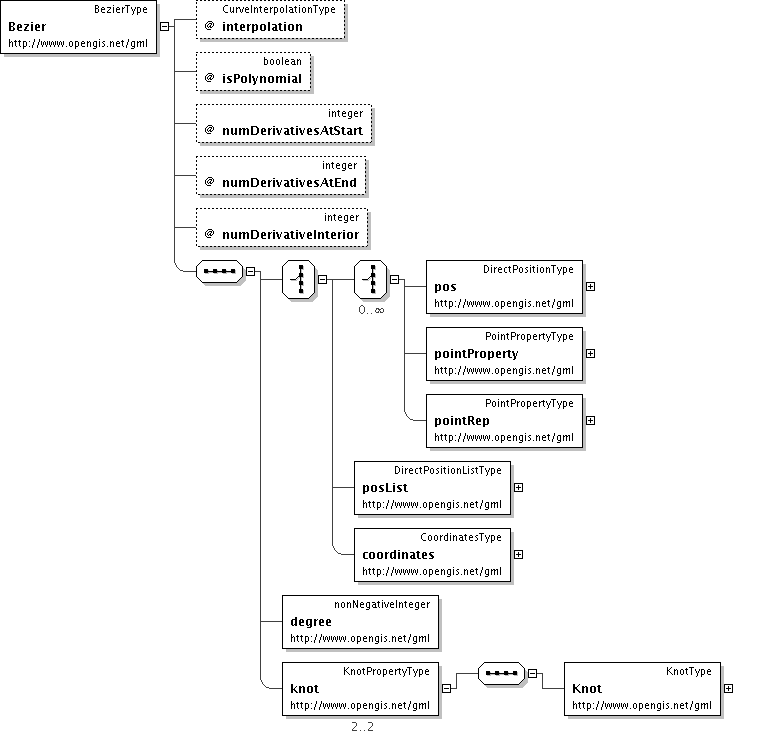 BezierType
Bezier
http://www.opengis.net/gml
CurveInterpolationType
@ interpolation
boolean
@ isPolynomial
integer
@ numDerivativesAtStart
integer
@ numDerivativesAtEnd
integer
@ numDerivativeInterior
0..∞
DirectPositionType
pos
http://www.opengis.net/gml
PointPropertyType
pointProperty
http://www.opengis.net/gml
PointPropertyType
pointRep
http://www.opengis.net/gml
DirectPositionListType
posList
http://www.opengis.net/gml
CoordinatesType
coordinates
http://www.opengis.net/gml
nonNegativeInteger
degree
http://www.opengis.net/gml
KnotPropertyType
knot
http://www.opengis.net/gml
2..2
KnotType
Knot
http://www.opengis.net/gml